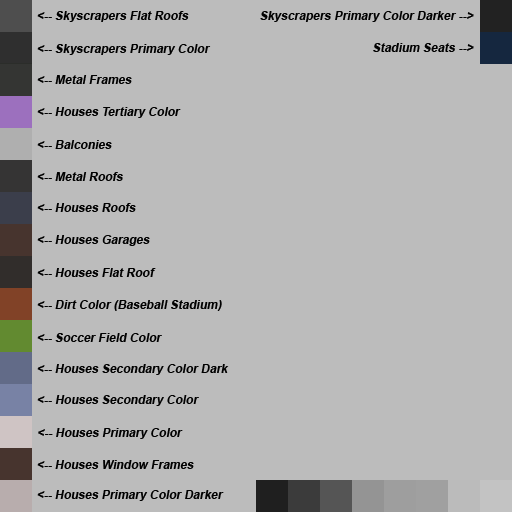 <-- Skyscrapers Flat Roofs
Skyscrapers Primary Color Darker -->
<-- Skyscrapers Primary Color
Stadium Seats -->
<-- Metal Frames
<-- Houses Tertiary Color
<-- Balconies
<-- Metal Roofs
<-- Houses Roofs
<-- Houses Garages
<-- Houses Flat Roof
<-- Dirt Color (Baseball Stadium)
<-- Soccer Field Color
<-- Houses Secondary Color Dark
<-- Houses Secondary Color
<-- Houses Primary Color
<-- Houses Window Frames
<-- Houses Primary Color Darker